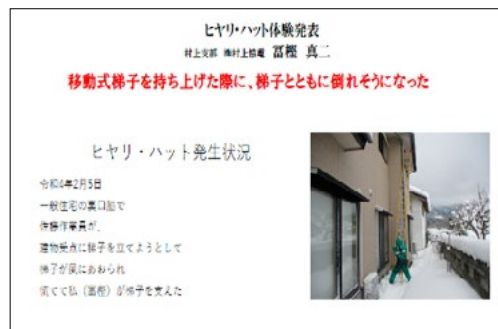 ヒヤリ・ハット体験発表
村上支部 ㈱村上信電 冨樫 真二
移動式梯子を持ち上げた際に、梯子とともに倒れそうになった
ヒヤリ・ハット発生状況
令和4年2月5日
一般住宅の裏口脇で
佐藤作業員が、
建物受点に梯子を立てようとして
梯子が風にあおられ
慌てて私（冨樫）が梯子を支えた